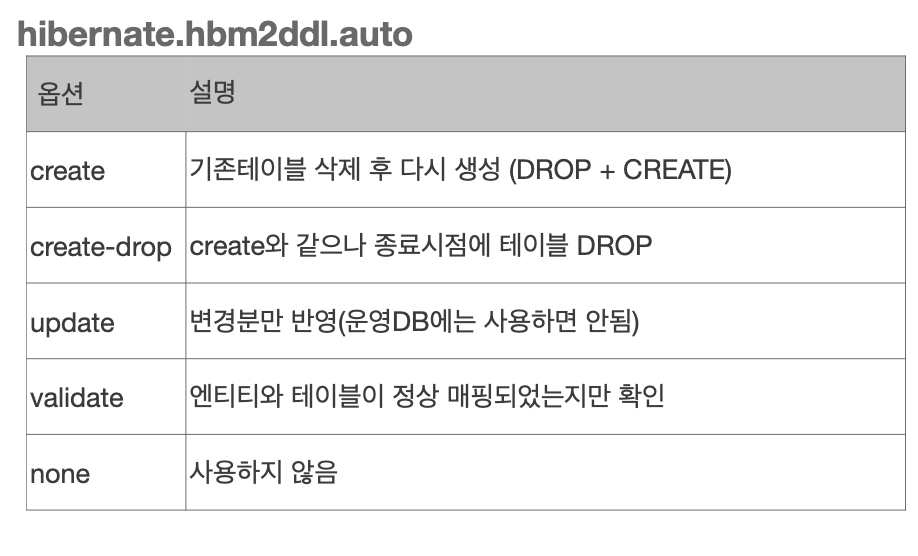 hibernate.hbm2ddl.auto
옵션 설명
create 기존테이블 삭제 후 다시 생성 (DROP + CREATE)
create-drop create와 같으나 종료시점에 테이블 DROP
update 변경분만 반영(운영DB에는 사용하면 안됨)
validate 엔티티와 테이블이 정상 매핑되었는지만 확인
none 사용하지 않음